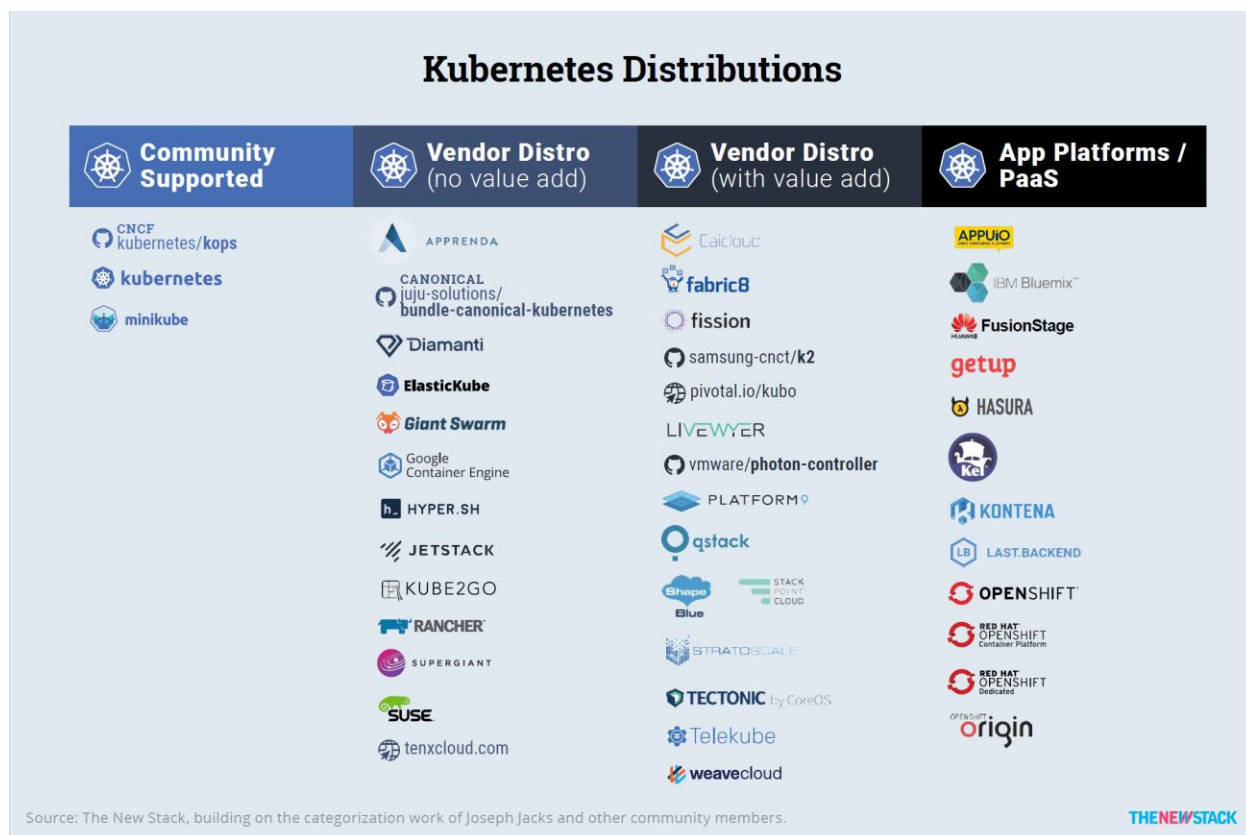 Kubernetes Distributions
Community
Supported
Vendor Distro
(no value add)
Vendor Distro
(with value add)
App Platforms /
PaaS
CNCF
kubernetes/kops
kubernetes
minikube
APPRENDA
CANONICAL
juju-solutions/
bundle-canonical-kubernetes
Diamanti
ElasticKube
Giant Swarm
Google
Container Engine
h_ HYPER.SH
JETSTACK
KUBE2GO
RANCHER
SUPERGIANT
SUSE
tenxcloud.com
Caicloud
fabric8
fission
samsung-cnct/k2
pivotal.io/kubo
LIVEWYER
vmware/photon-controller
PLATFORM9
qstack
Shape
Blue
STACK
POINT
CLOUD
STRATOSCALE
TECTONIC by CoreOS
Telekube
weavecloud
APPUiO
IBM Bluemix™
HUAWEI FusionStage
getup
HASURA
Kel
KONTENA
LB LAST.BACKEND
OPENSHIFT
RED HAT
OPENSHIFT
Container Platform
RED HAT
OPENSHIFT
Dedicated
OPENSHIFT
origin
Source: The New Stack, building on the categorization work of Joseph Jacks and other community members.
THENEWSTACK